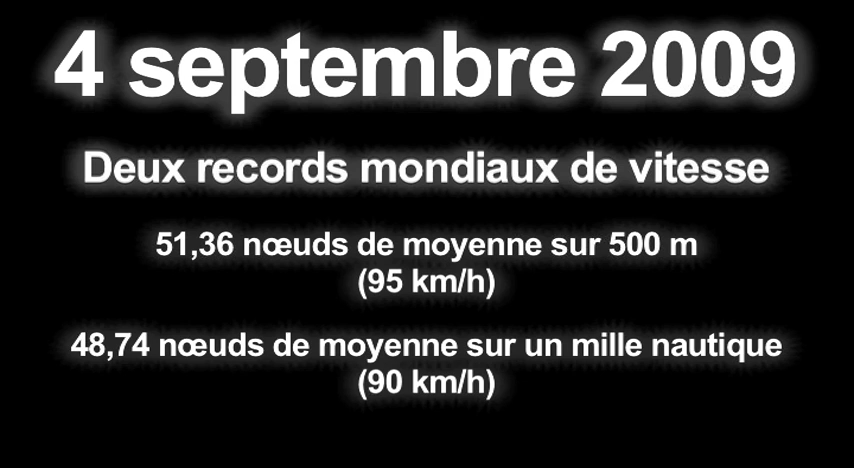 4 septembre 2009
Deux records mondiaux de vitesse
51,36 nœuds de moyenne sur 500 m
(95 km/h)
48,74 nœuds de moyenne sur un mille nautique
(90 km/h)